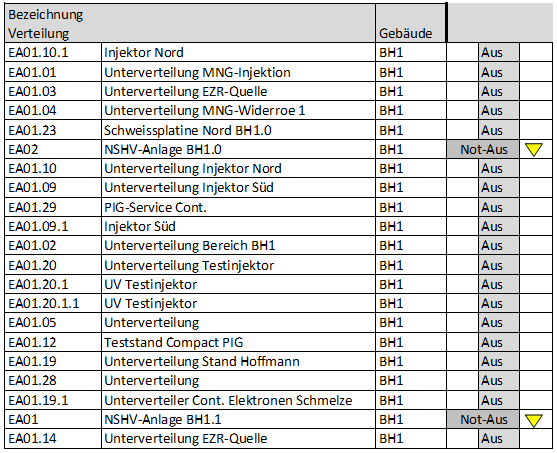 Bezeichnung
Verteilung Gebäude
EA01.10.1 Injektor Nord BH1 Aus
EA01.01 Unterverteilung MNG-Injektion BH1 Aus
EA01.03 Unterverteilung EZR-Quelle BH1 Aus
EA01.04 Unterverteilung MNG-Widerroe 1 BH1 Aus
EA01.23 Schweissplatine Nord BH1.0 BH1 Aus
EA02 NSHV-Anlage BH1.0 BH1 Not-Aus
EA01.10 Unterverteilung Injektor Nord BH1 Aus
EA01.09 Unterverteilung Injektor Süd BH1 Aus
EA01.29 PIG-Service Cont. BH1 Aus
EA01.09.1 Injektor Süd BH1 Aus
EA01.02 Unterverteilung Bereich BH1 BH1 Aus
EA01.20 Unterverteilung Testinjektor BH1 Aus
EA01.20.1 UV Testinjektor BH1 Aus
EA01.20.1.1 UV Testinjektor BH1 Aus
EA01.05 Unterverteilung BH1 Aus
EA01.12 Teststand Compact PIG BH1 Aus
EA01.19 Unterverteilung Stand Hoffmann BH1 Aus
EA01.28 Unterverteilung BH1 Aus
EA01.19.1 Unterverteiler Cont. Elektronen Schmelze BH1 Aus
EA01 NSHV-Anlage BH1.1 BH1 Not-Aus
EA01.14 Unterverteilung EZR-Quelle BH1 Aus